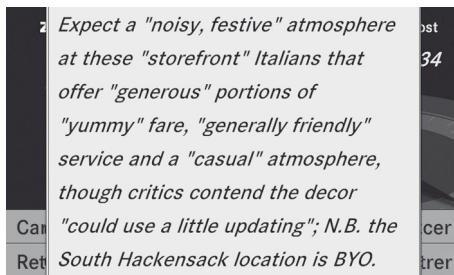 Expect a "noisy, festive" atmosphere
at these "storefront" Italians that
offer "generous" portions of
"yummy" fare, "generally friendly"
service and a "casual" atmosphere,
though critics contend the decor
"could use a little updating"; N.B. the
South Hackensack location is BYO.
34